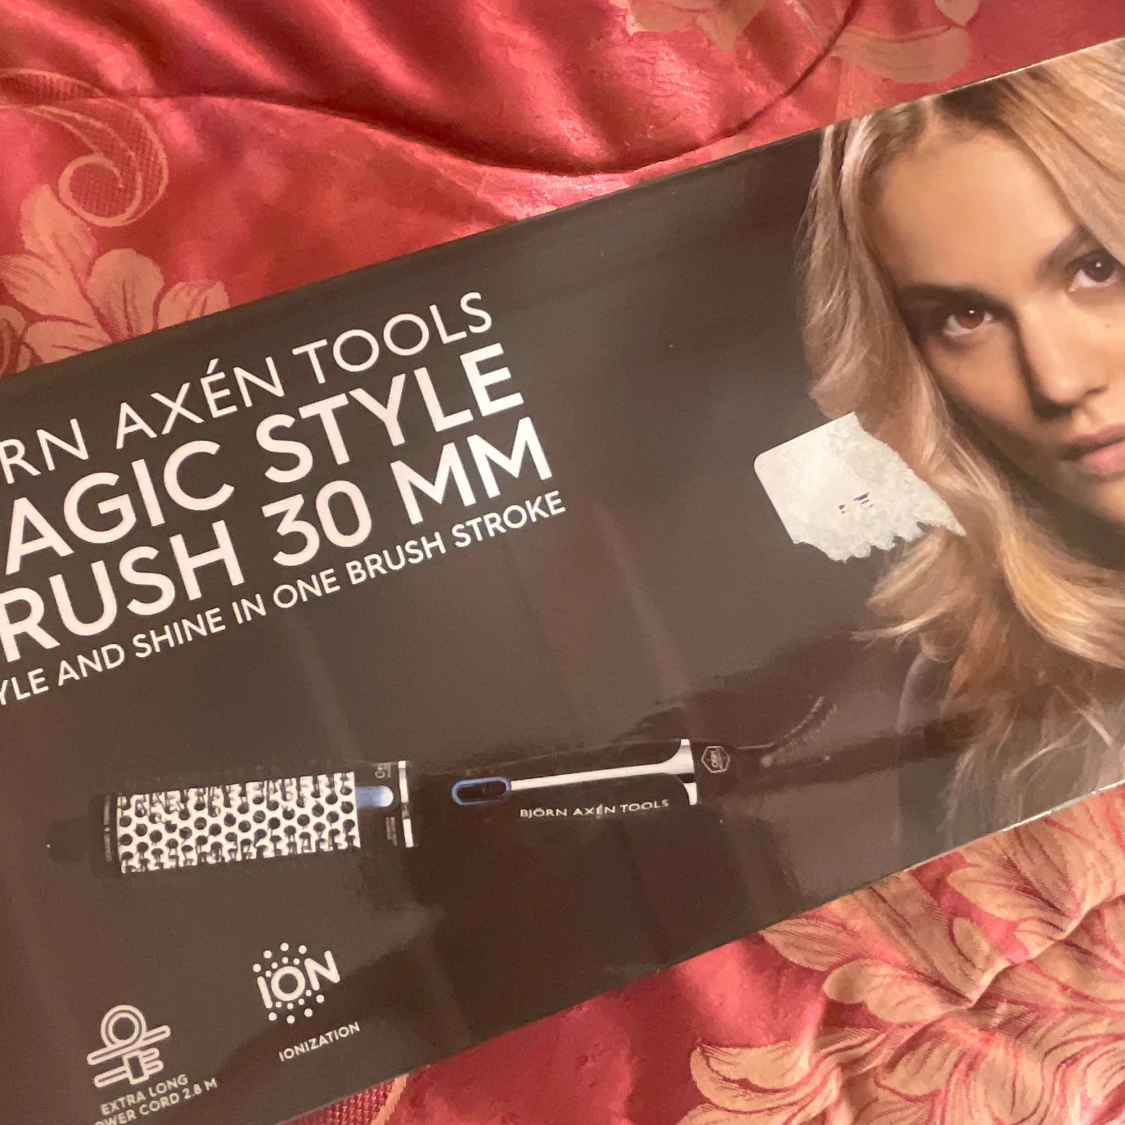 RN AXÉN TOOLS
AGIC STYLE
RUSH 30 MM
YLE AND SHINE IN ONE BRUSH STROKE
BJÖRN AXÉN TOOLS
ION
IONIZATION
EXTRA LONG
OWER CORD 2.8 M